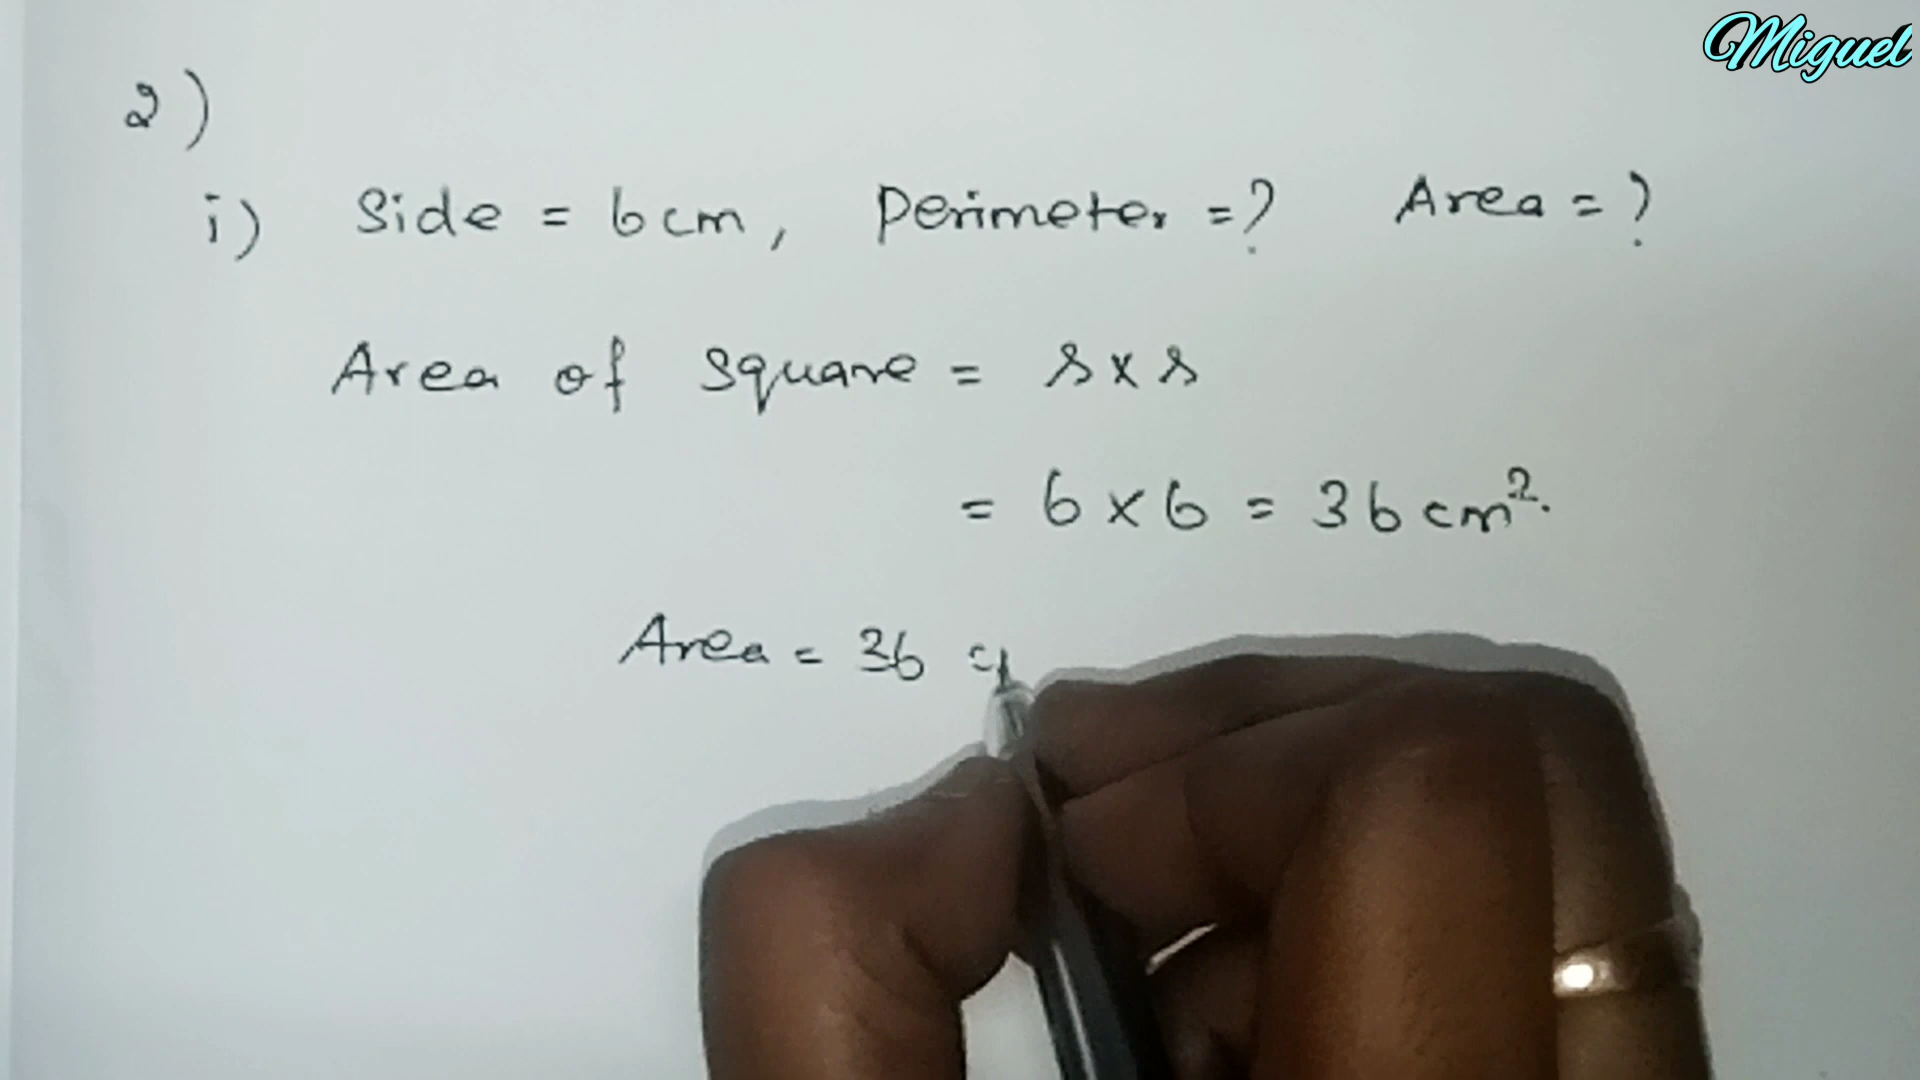 Miguel
2)
i) Side = 6cm, Perimeter =? Area = ?
Area of square = s x s
= 6 x 6 = 36 cm².
Area = 36 c